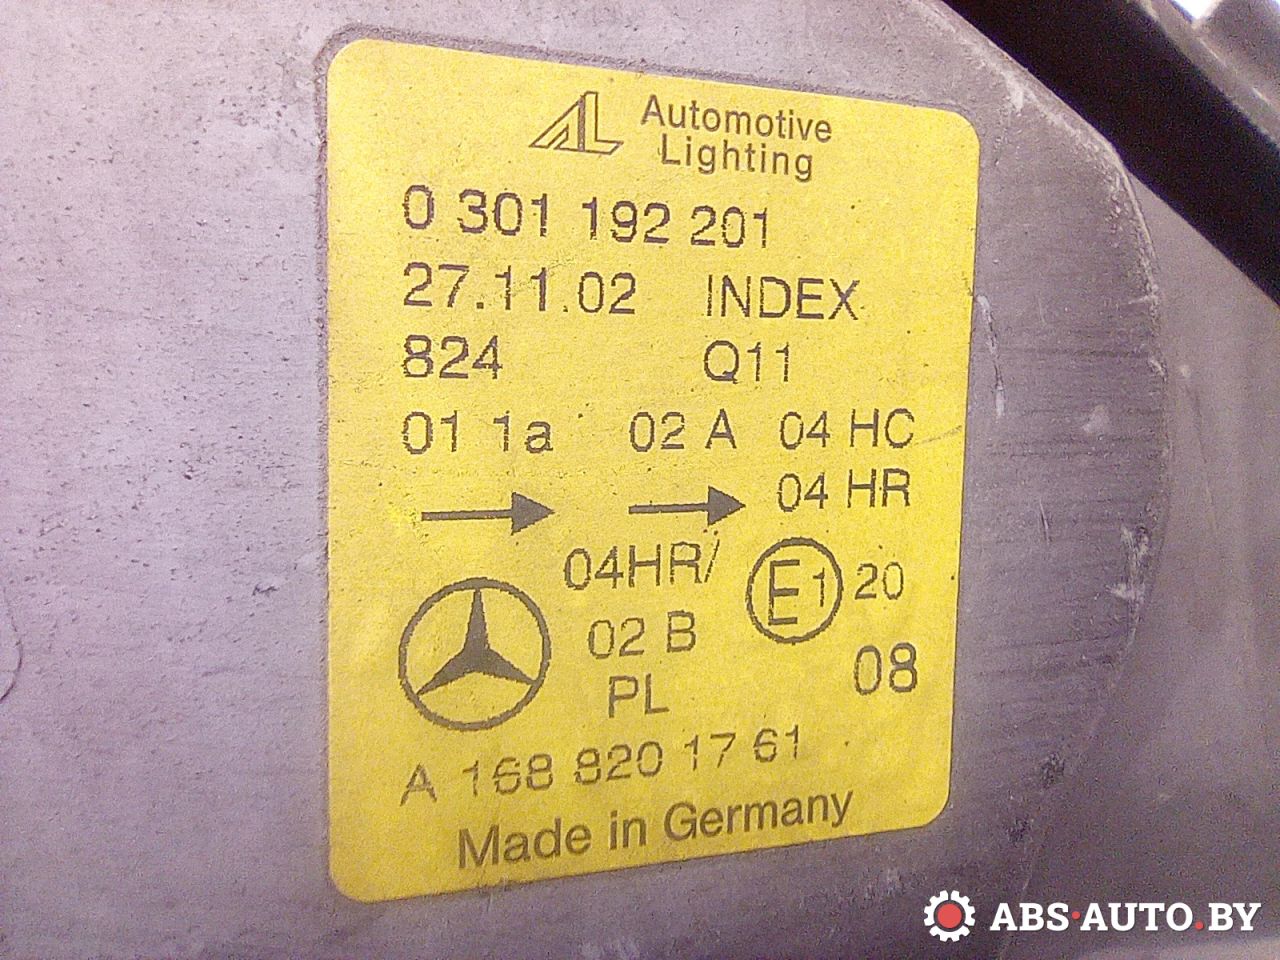 AL Automotive
Lighting
0 301 192 201
27.11.02 INDEX
824 Q11
01 1a 02 A 04 HC
04 HR
04HR/ E1 20
02 B
PL 08
A 168 820 17 61
Made in Germany
ABS·AUTO.BY